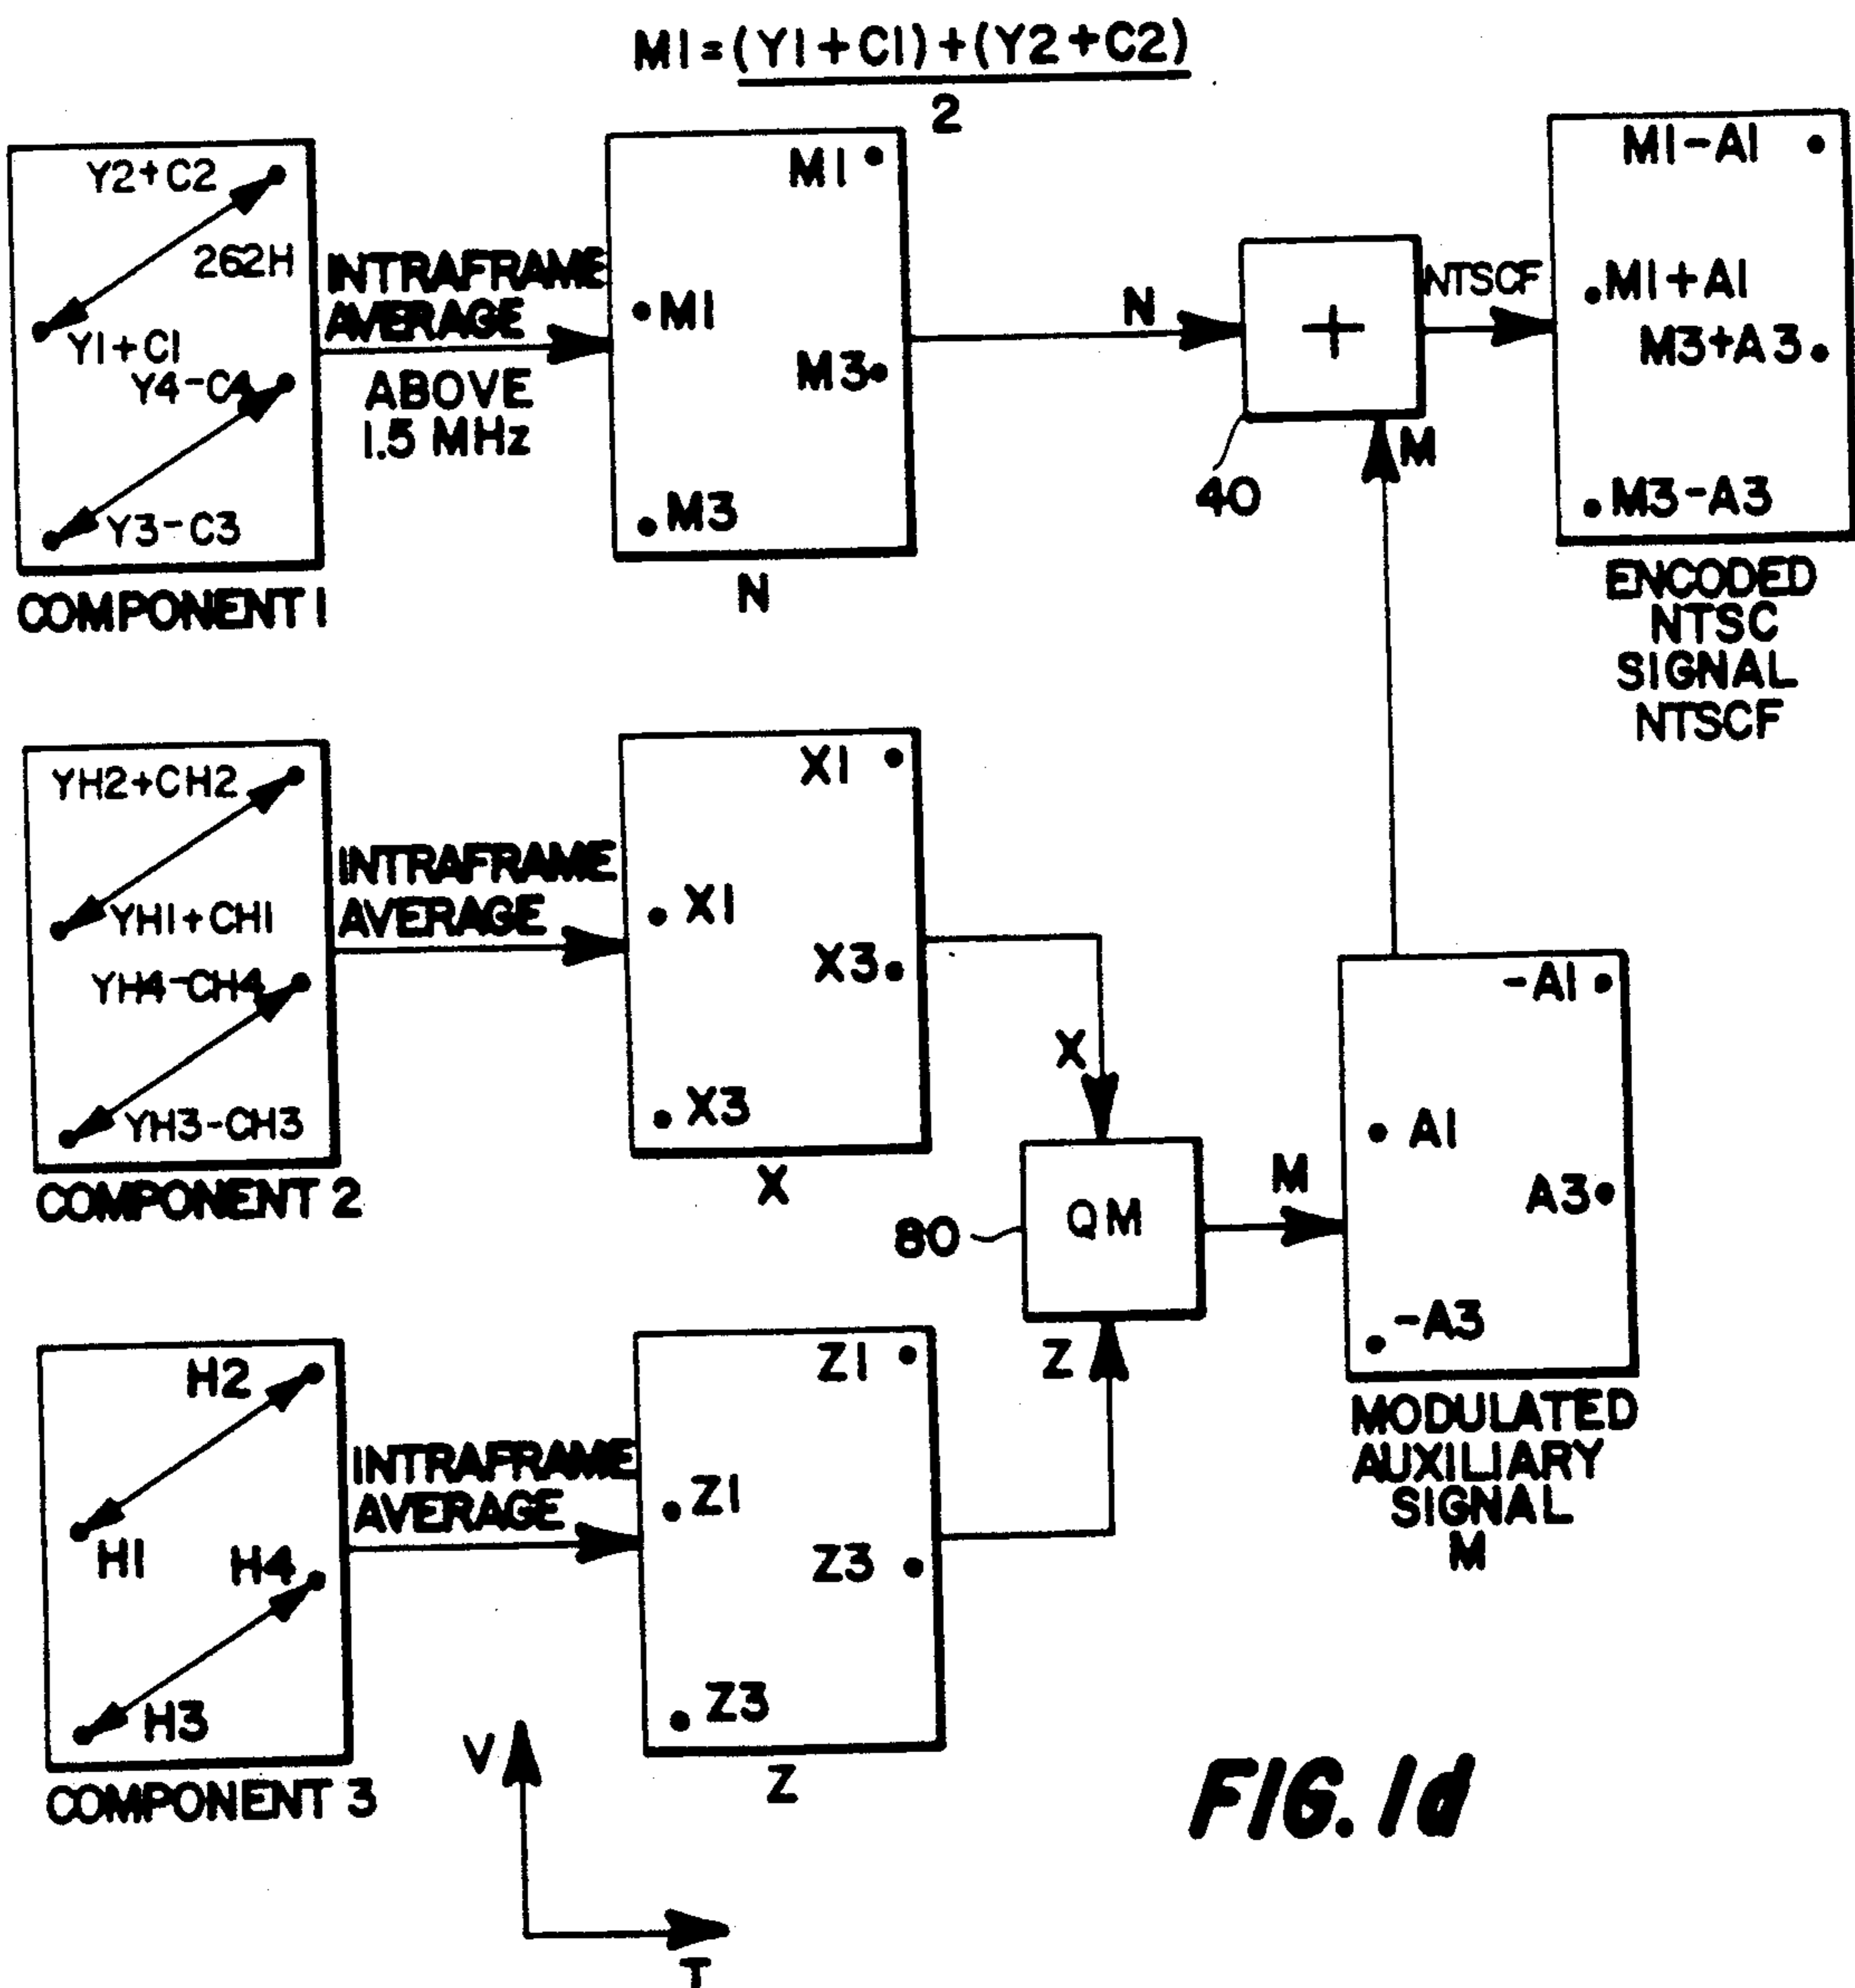 M1=(Y1+C1)+(Y2+C2)
2
Y2+C2
262H
Y1+C1
Y4-C4
Y3-C3
COMPONENT 1
INTRAFRAME
AVERAGE
ABOVE
1.5 MHz
M1
M1
M3
M3
N
N
+
40
M
NTSCF
M1-A1
M1+A1
M3+A3
M3-A3
ENCODED
NTSC
SIGNAL
NTSCF
YH2+CH2
YH1+CH1
YH4-CH4
YH3-CH3
COMPONENT 2
INTRAFRAME
AVERAGE
X1
X1
X3
X3
X
X
QM
80
M
-A1
A1
A3
-A3
MODULATED
AUXILIARY
SIGNAL
M
H2
H1
H4
H3
COMPONENT 3
INTRAFRAME
AVERAGE
Z1
Z1
Z3
Z3
Z
Z
V
T
FIG. 1d